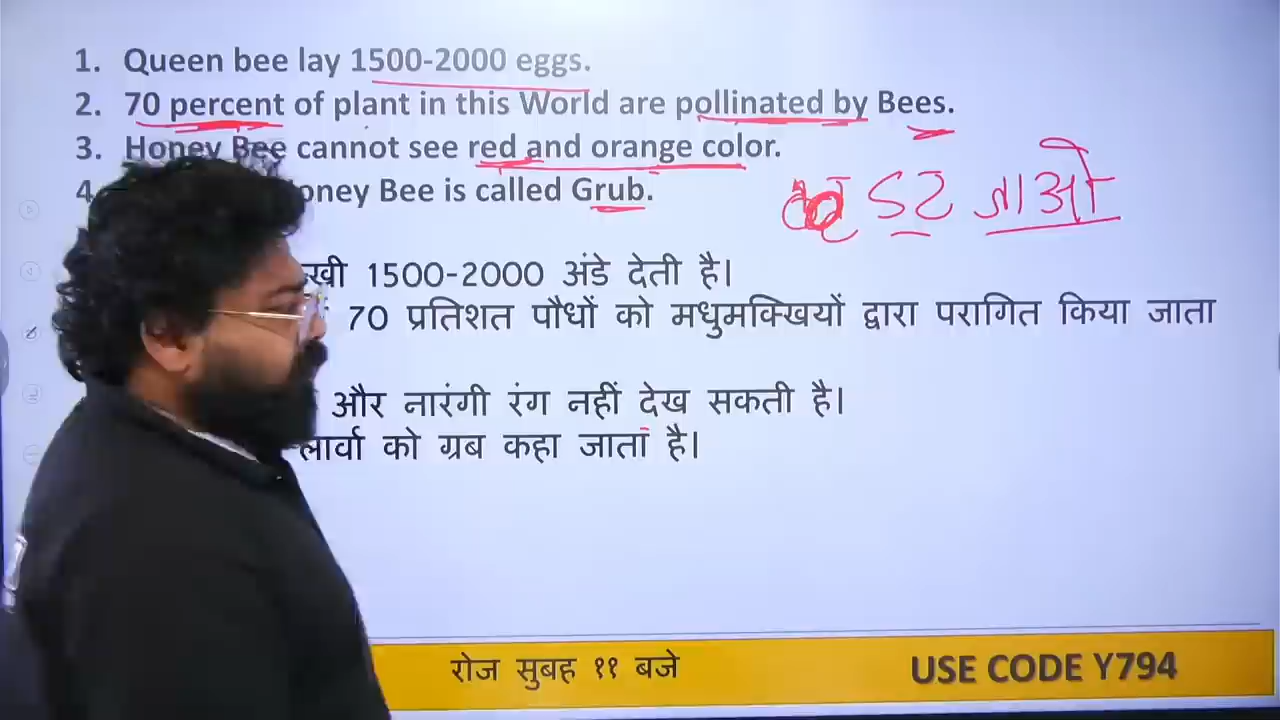 1. Queen bee lay 1500-2000 eggs.
2. 70 percent of plant in this World are pollinated by Bees.
3. Honey Bee cannot see red and orange color.
4 oney Bee is called Grub.
डट जाओ
खी 1500-2000 अंडे देती है।
70 प्रतिशत पौधों को मधुमक्खियों द्वारा परागित किया जाता
और नारंगी रंग नहीं देख सकती है।
लार्वा को ग्रब कहा जाता है।
रोज सुबह ११ बजे
USE CODE Y794